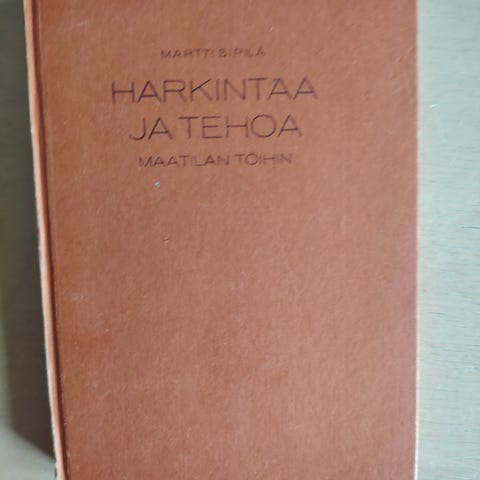 MARTTI SIPILÄ
HARKINTAA
JA TEHOA
MAATILAN TÖIHIN